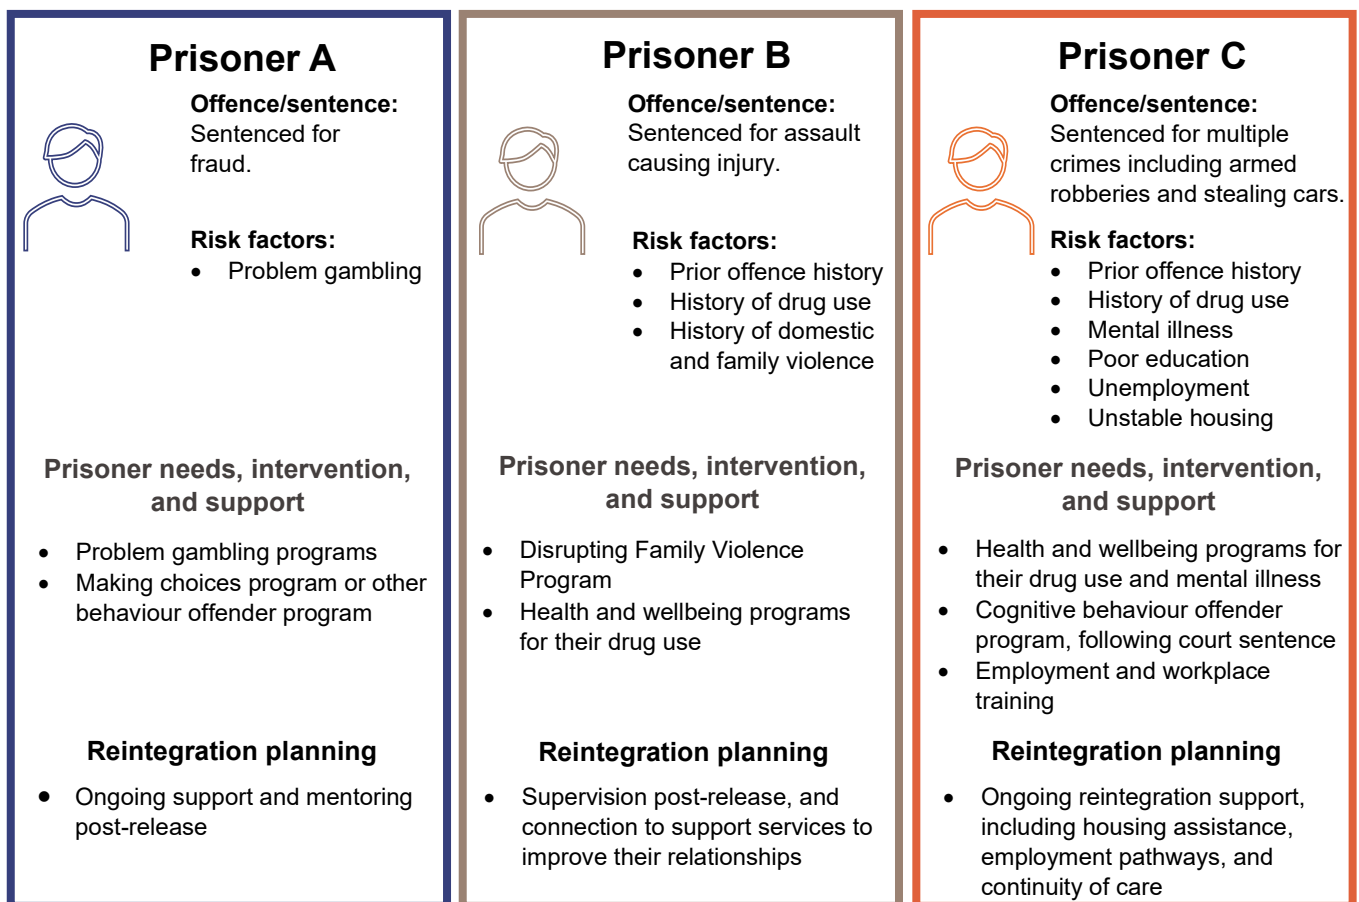 Prisoner A
Offence/sentence:
Sentenced for
fraud.
Risk factors:
• Problem gambling
Prisoner needs, intervention,
and support
• Problem gambling programs
• Making choices program or other
behaviour offender program
Reintegration planning
• Ongoing support and mentoring
post-release
Prisoner B
Offence/sentence:
Sentenced for assault
causing injury.
Risk factors:
• Prior offence history
• History of drug use
• History of domestic
and family violence
Prisoner needs, intervention,
and support
• Disrupting Family Violence
Program
• Health and wellbeing programs
for their drug use
Reintegration planning
• Supervision post-release, and
connection to support services to
improve their relationships
Prisoner C
Offence/sentence:
Sentenced for multiple
crimes including armed
robberies and stealing cars.
Risk factors:
• Prior offence history
• History of drug use
• Mental illness
• Poor education
• Unemployment
• Unstable housing
Prisoner needs, intervention,
and support
• Health and wellbeing programs for
their drug use and mental illness
• Cognitive behaviour offender
program, following court sentence
• Employment and workplace
training
Reintegration planning
• Ongoing reintegration support,
including housing assistance,
employment pathways, and
continuity of care